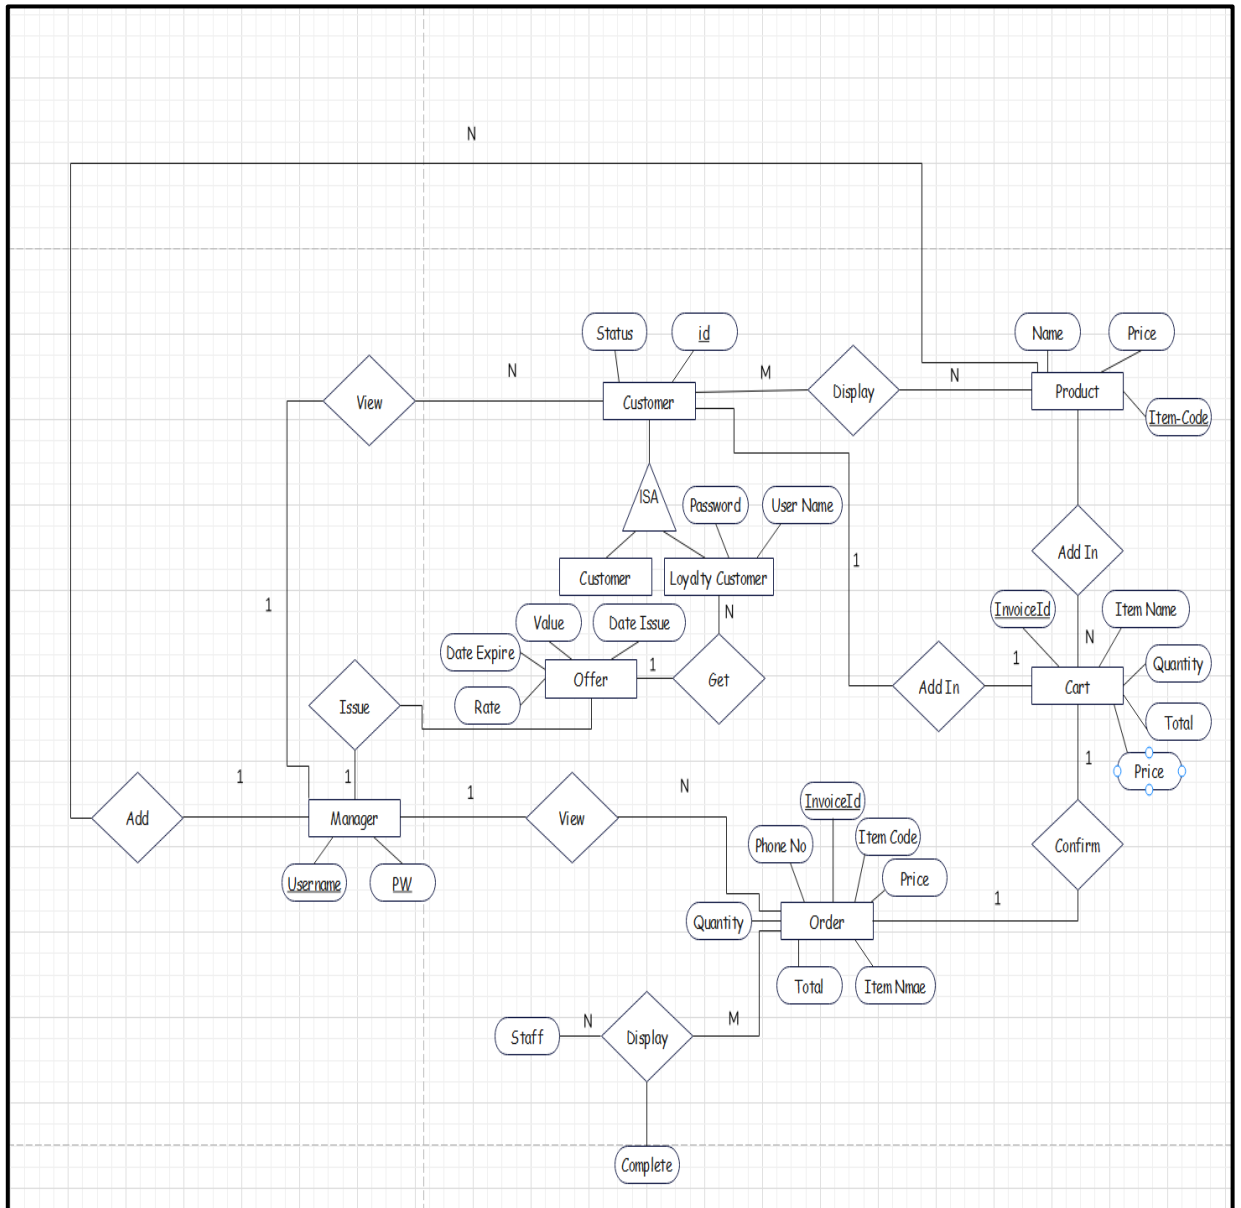 N
Status
id
Name
Price
N
M
N
View
Customer
Display
Product
Item-Code
ISA
Password
User Name
Add In
1
Customer
Loyalty Customer
1
N
InvoiceId
Item Name
Value
Date Issue
N
Date Expire
1
1
Quantity
Offer
Get
Add In
Cart
Rate
Issue
Total
1
Price
1
1
1
N
InvoiceId
Add
Manager
View
Phone No
Item Code
Confirm
Username
PW
Price
1
Quantity
Order
Total
Item Nmae
N
M
Staff
Display
Complete